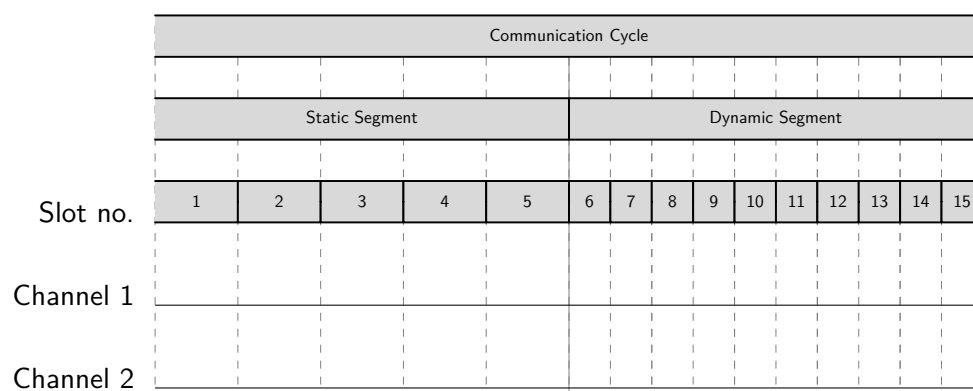 Communication Cycle
Static Segment Dynamic Segment
Slot no. 1 2 3 4 5 6 7 8 9 10 11 12 13 14 15
Channel 1
Channel 2